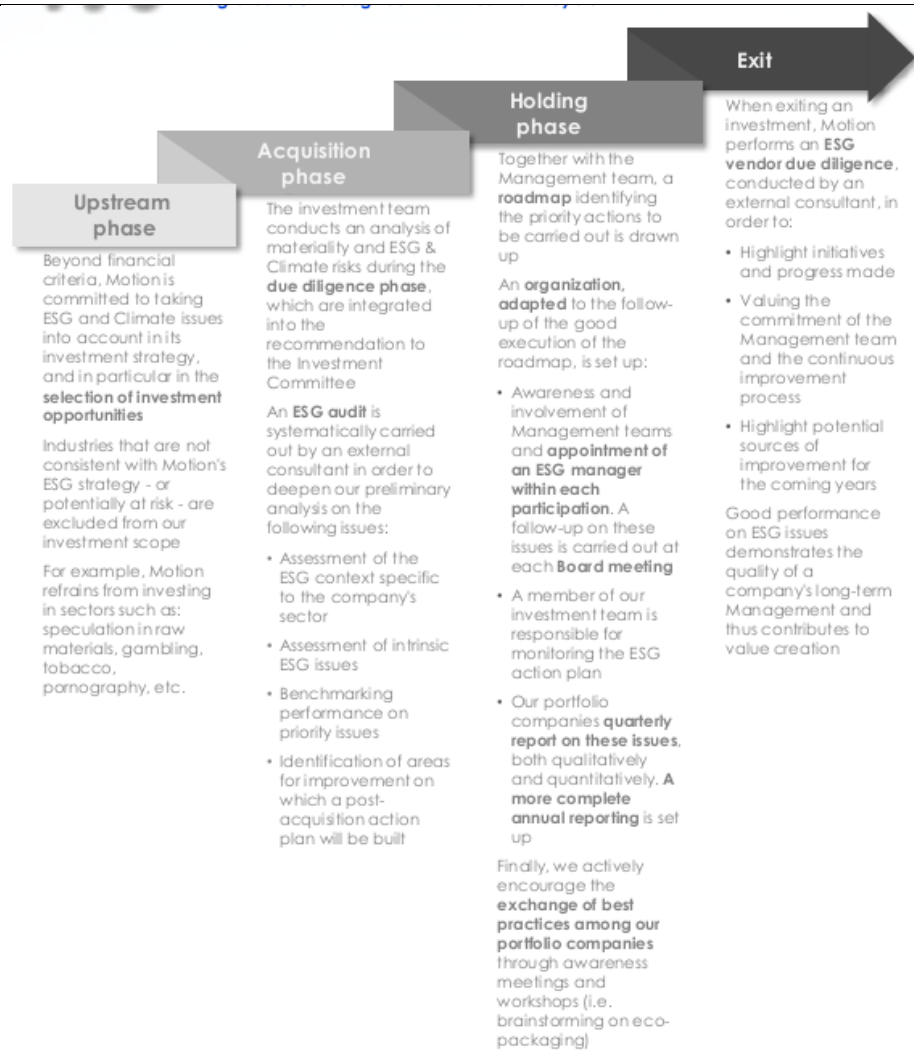 Upstream
phase
Beyond financial
criteria, Motion is
committed to taking
ESG and Climate issues
into account in its
investment strategy,
and in particular in the
selection of investment
opportunities
Industries that are not
consistent with Motion's
ESG strategy - or
potentially at risk - are
excluded from our
investment scope
For example, Motion
refrains from investing
in sectors such as:
speculation in raw
materials, gambling,
tobacco,
pornography, etc.
Acquisition
phase
The investment team
conducts an analysis of
materiality and ESG &
Climate risks during the
due diligence phase,
which are integrated
into the
recommendation to
the Investment
Committee
An ESG audit is
systematically carried
out by an external
consultant in order to
deepen our preliminary
analysis on the
following issues:
• Assessment of the
ESG context specific
to the company's
sector
• Assessment of intrinsic
ESG issues
• Benchmarking
performance on
priority issues
• Identification of areas
for improvement on
which a post-
acquisition action
plan will be built
Holding
phase
Together with the
Management team, a
roadmap identifying
the priority actions to
be carried out is drawn
up
An organization,
adapted to the follow-
up of the good
execution of the
roadmap, is set up:
• Awareness and
involvement of
Management teams
and appointment of
an ESG manager
within each
participation. A
follow-up on these
issues is carried out at
each Board meeting
• A member of our
investment team is
responsible for
monitoring the ESG
action plan
• Our portfolio
companies quarterly
report on these issues,
both qualitatively
and quantitatively. A
more complete
annual reporting is set
up
Finally, we actively
encourage the
exchange of best
practices among our
portfolio companies
through awareness
meetings and
workshops (i.e.
brainstorming on eco-
packaging)
Exit
When exiting an
investment, Motion
performs an ESG
vendor due diligence,
conducted by an
external consultant, in
order to:
• Highlight initiatives
and progress made
• Valuing the
commitment of the
Management team
and the continuous
improvement
process
• Highlight potential
sources of
improvement for
the coming years
Good performance
on ESG issues
demonstrates the
quality of a
company's long-term
Management and
thus contributes to
value creation